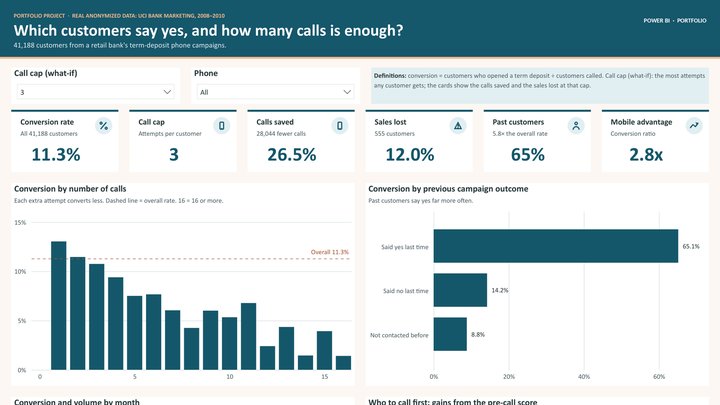 PORTFOLIO PROJECT · REAL ANONYMIZED DATA: UCI BANK MARKETING, 2008–2010
Which customers say yes, and how many calls is enough?
41,188 customers from a retail bank's term-deposit phone campaigns.
POWER BI · PORTFOLIO
Call cap (what-if)
3
Phone
All
Definitions: conversion = customers who opened a term deposit ÷ customers called. Call cap (what-if): the most attempts
any customer gets; the cards show the calls saved and the sales lost at that cap.
Conversion rate
All 41,188 customers
11.3%
Call cap
Attempts per customer
3
Calls saved
28,044 fewer calls
26.5%
Sales lost
555 customers
12.0%
Past customers
5.8× the overall rate
65%
Mobile advantage
Conversion ratio
2.8x
Conversion by number of calls
Each extra attempt converts less. Dashed line = overall rate. 16 = 16 or more.
15%
10%
5%
0%
Overall 11.3%
0
5
10
15
Conversion by previous campaign outcome
Past customers say yes far more often.
Said yes last time
65.1%
Said no last time
14.2%
Not contacted before
8.8%
0%
20%
40%
60%
Conversion and volume by month
Who to call first: gains from the pre-call score